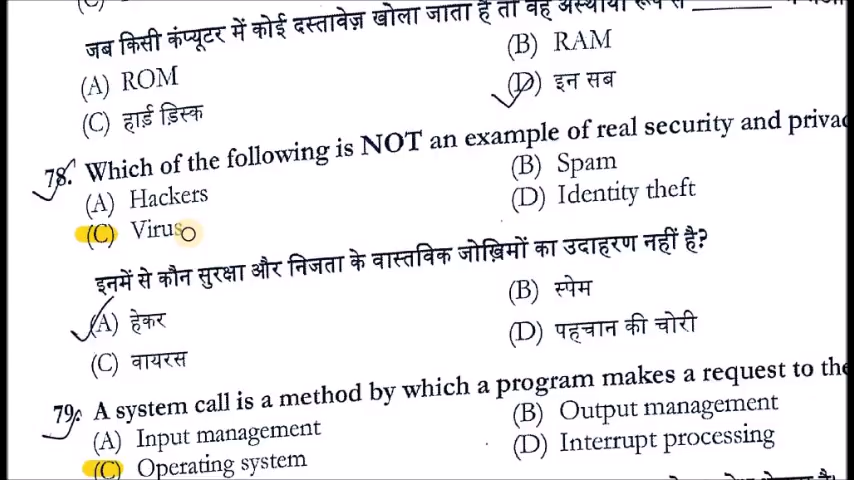 जब किसी कंप्यूटर में कोई दस्तावेज़ खोला जाता है तो वह अस्थायी रूप से
(A) ROM
(B) RAM
(C) हार्ड डिस्क
(D) इन सब
78. Which of the following is NOT an example of real security and
(A) Hackers
(B) Spam
(C) Virus
(D) Identity theft
इनमें से कौन सुरक्षा और निजता के वास्तविक जोख़िमों का उदाहरण नहीं है?
(A) हेकर
(B) स्पेम
(C) वायरस
(D) पहचान की चोरी
79. A system call is a method by which a program makes a request to the
(A) Input management
(B) Output management
(C) Operating system
(D) Interrupt processing